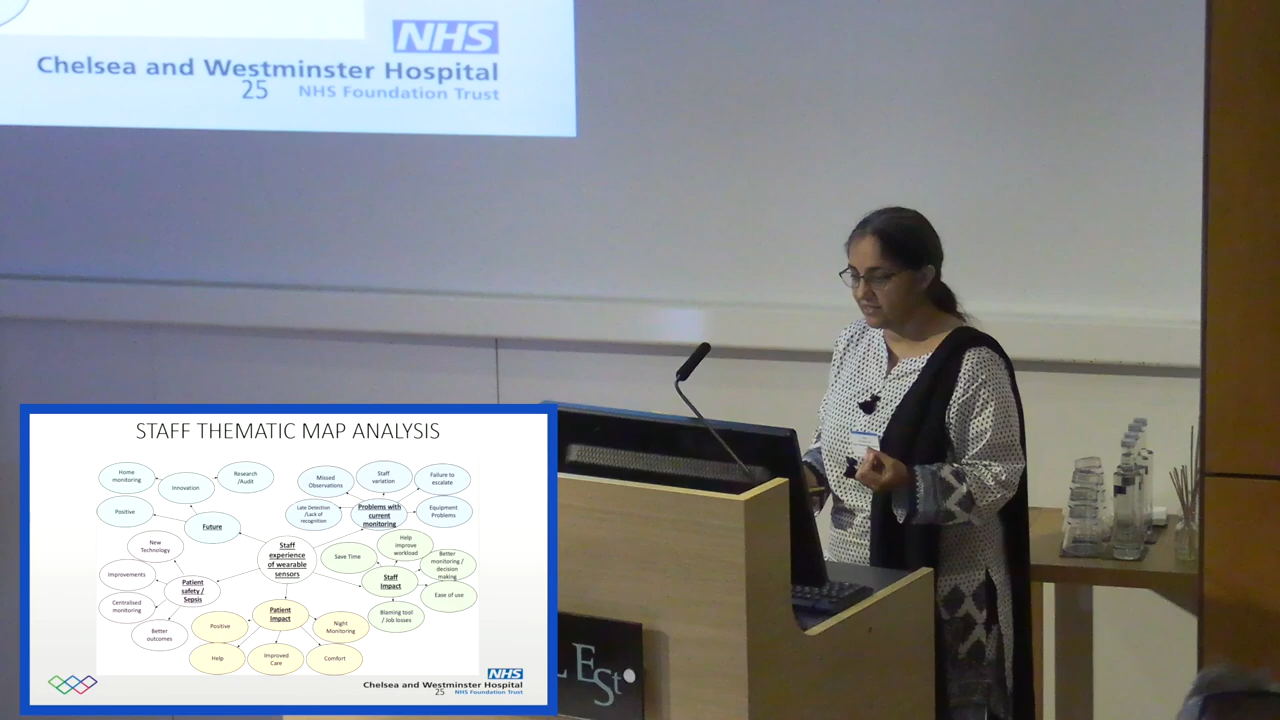 NHS
Chelsea and Westminster Hospital
25
NHS Foundation Trust
STAFF THEMATIC MAP ANALYSIS
Home
monitoring
Innovation
Research
/Audit
Positive
Future
Missed
Observations
Staff
variation
Failure to
escalate
Late Detection
/Lack of
recognition
Problems with
current
monitoring
Equipment
Problems
New
Technology
Improvements
Patient
safety /
Sepsis
Centralised
monitoring
Better
outcomes
Staff
experience
of wearable
sensors
Save Time
Help
improve
workload
Better
monitoring /
decision
making
Staff
Impact
Ease of use
Blaming tool
/ Job losses
Patient
Impact
Positive
Night
Monitoring
Help
Improved
Care
Comfort
NHS
Chelsea and Westminster Hospital
25
NHS Foundation Trust
ESt